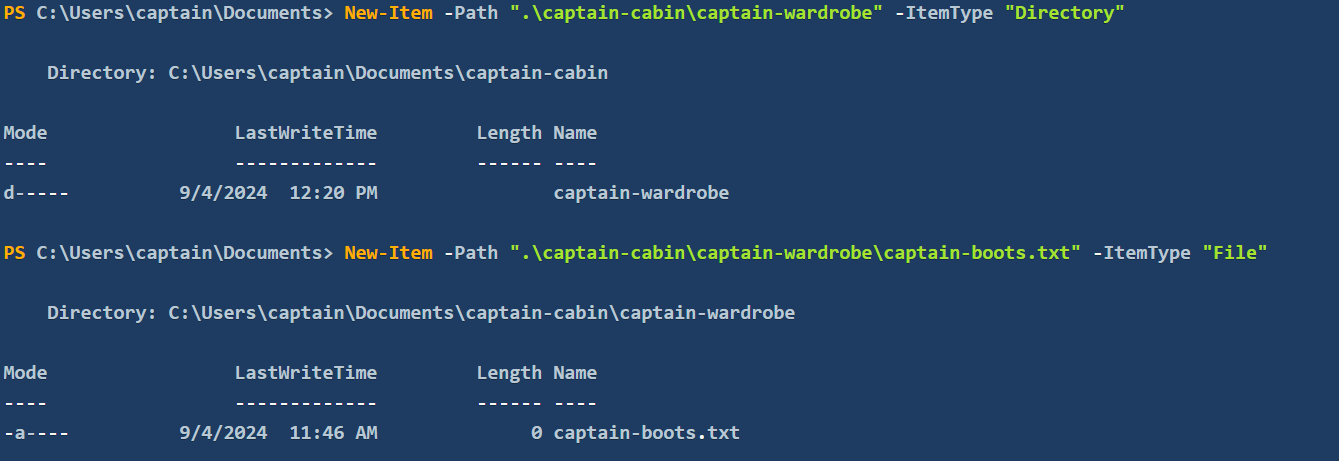 PS C:\Users\captain\Documents> New-Item -Path ".\captain-cabin\captain-wardrobe" -ItemType "Directory"
Directory: C:\Users\captain\Documents\captain-cabin
Mode LastWriteTime Length Name
---- ------------- ------ ----
d----- 9/4/2024 12:20 PM captain-wardrobe
PS C:\Users\captain\Documents> New-Item -Path ".\captain-cabin\captain-wardrobe\captain-boots.txt" -ItemType "File"
Directory: C:\Users\captain\Documents\captain-cabin\captain-wardrobe
Mode LastWriteTime Length Name
---- ------------- ------ ----
-a---- 9/4/2024 11:46 AM 0 captain-boots.txt